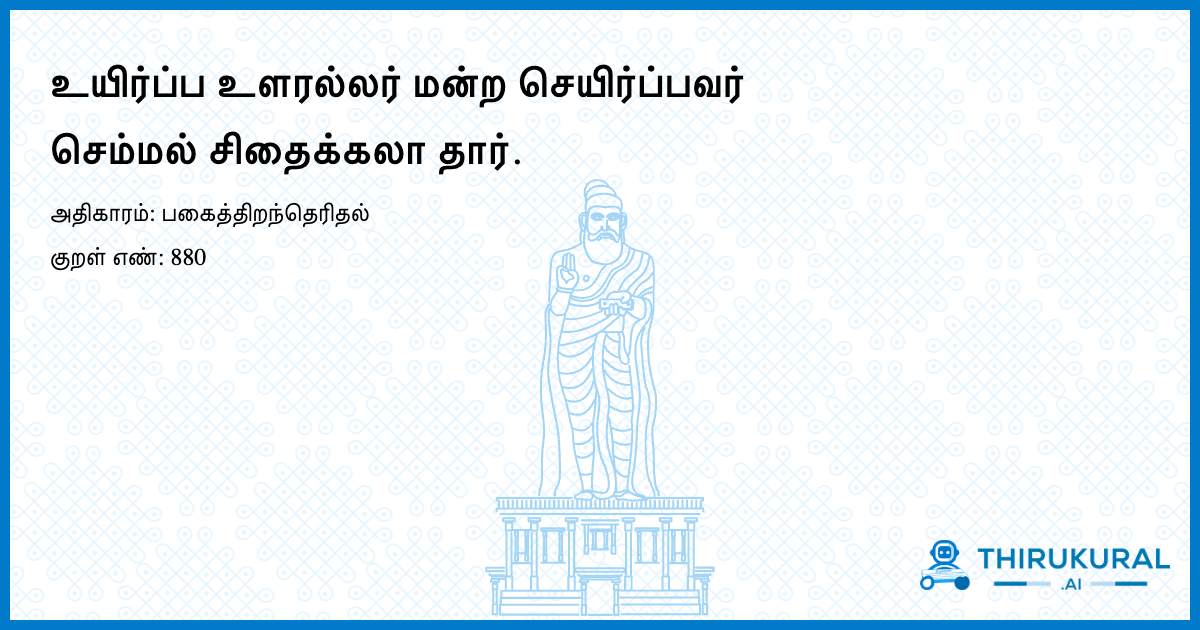 உயிர்ப்ப உளரல்லர் மன்ற செயிர்ப்பவர்
செம்மல் சிதைக்கலா தார்.
அதிகாரம்: பகைத்திறந்தெரிதல்
குறள் எண்: 880
THIRUKURAL
.AI